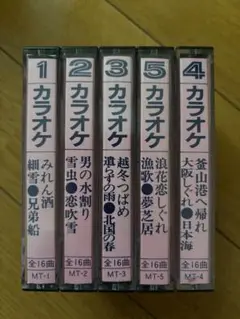 1
カラオケ
みれん酒
細雪●兄弟船
全16曲
MT-1
2
カラオケ
男の水割り
雪虫●恋吹雪
全16曲
MT-2
3
カラオケ
越冬つばめ
遣らずの雨●北国の春
全16曲
MT-3
5
カラオケ
浪花恋しぐれ
漁歌●夢芝居
全16曲
MT-5
4
カラオケ
釜山港へ帰れ
大阪しぐれ●日本海
全16曲
MT-4